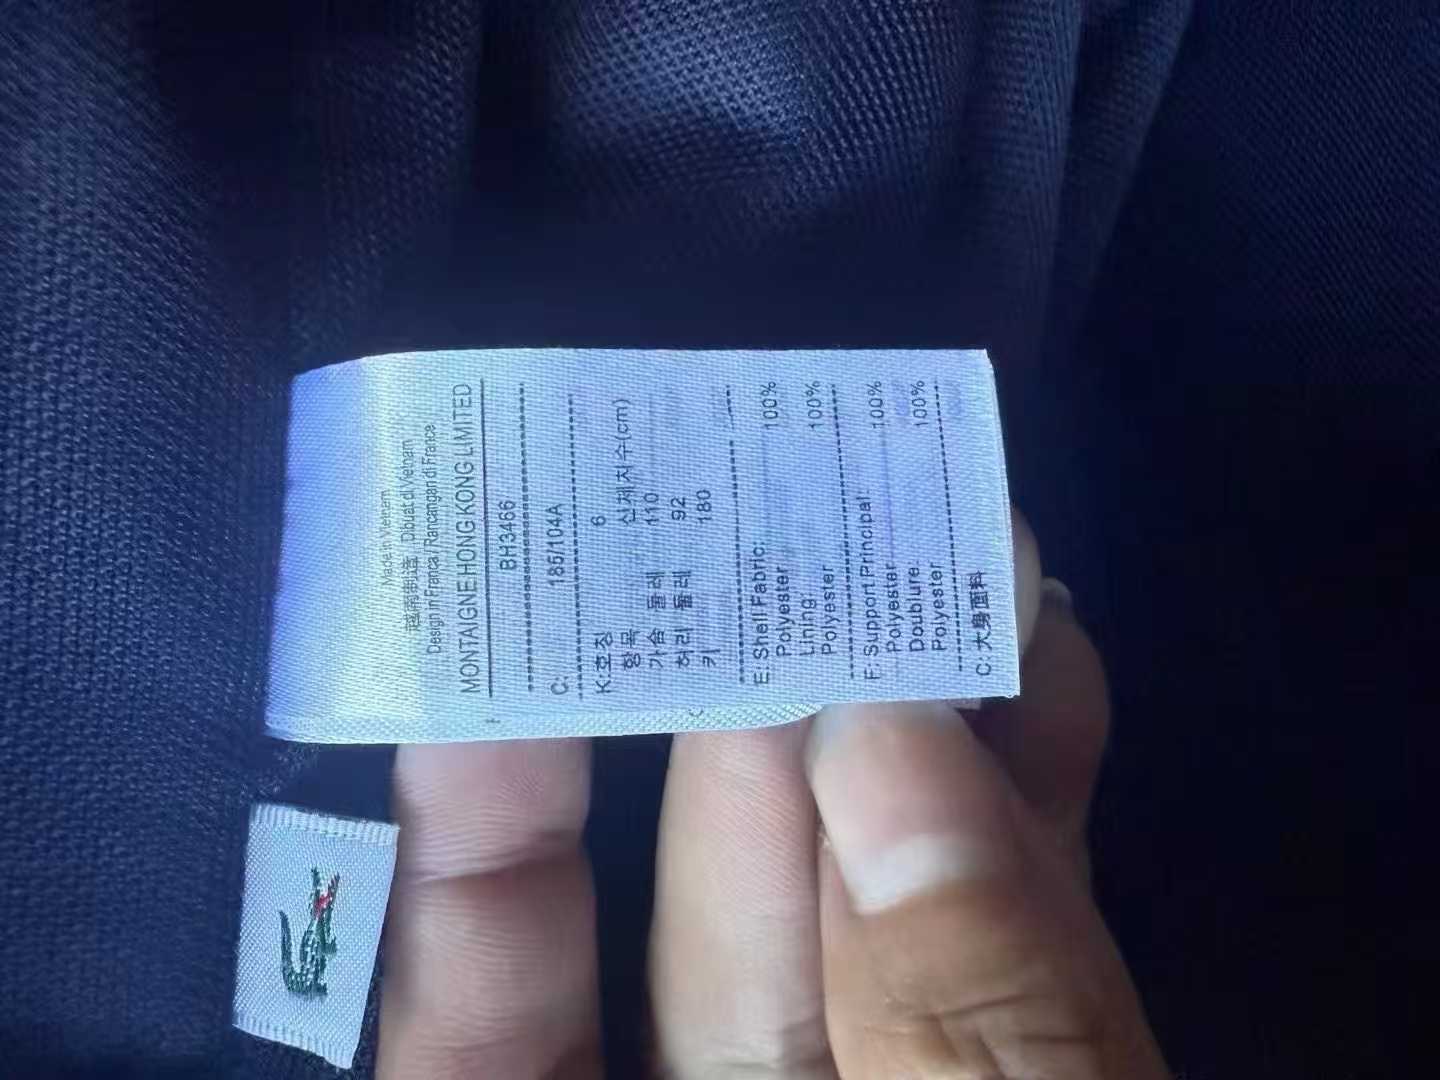 Made in Vietnam
越南制造 Dibuat di Vietnam
Design in France / Rancangan di France
MONTAIGNE HONG KONG LIMITED
BH3466
C: 185/104A
K:호칭 6
항목 신체치수(cm)
가슴 둘레 110
허리 둘레 92
키 180
E: Shell Fabric:
Polyester 100%
Lining:
Polyester 100%
F: Support Principal:
Polyester 100%
Doublure:
Polyester 100%
C: 大身面料